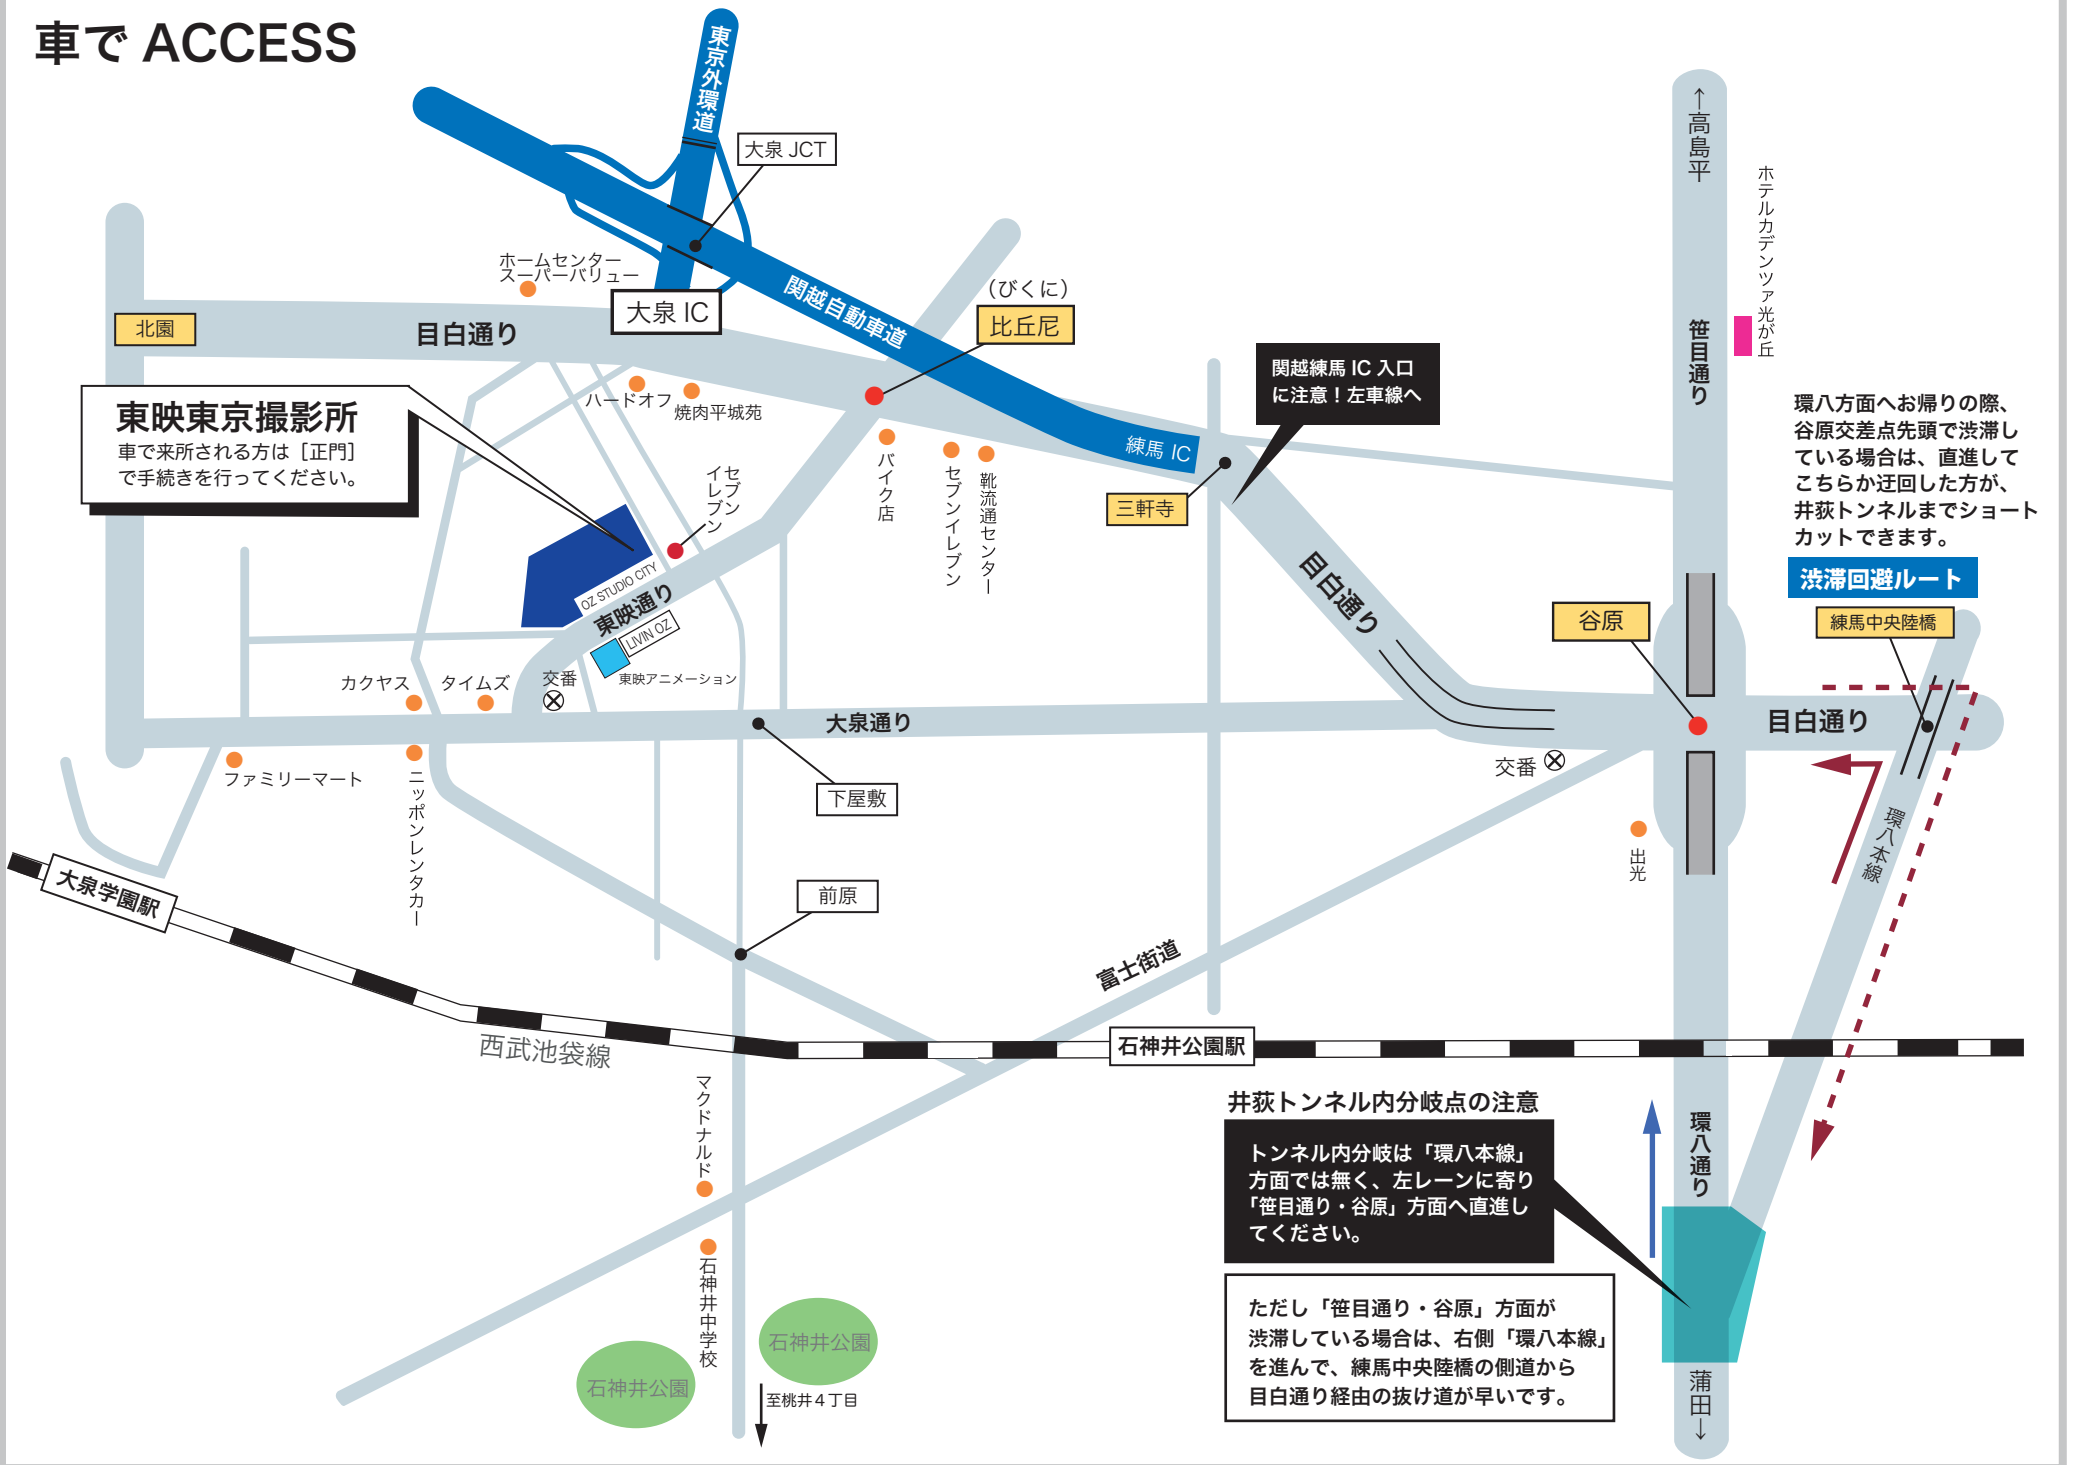 車で ACCESS
東京外環道
大泉 JCT
ホームセンター
スーパーバリュー
大泉 IC
関越自動車道
(びくに)
比丘尼
北園
目白通り
東映東京撮影所
車で来所される方は［正門］
で手続きを行ってください。
ハードオフ
焼肉平城苑
セブン
イレブン
バイク店
セブンイレブン
靴流通センター
練馬 IC
三軒寺
関越練馬 IC 入口
に注意！左車線へ
←高島平
ホテルカデンツァ光が丘
笹目通り
環八方面へお帰りの際、
谷原交差点先頭で渋滞し
ている場合は、直進して
こちらか迂回した方が、
井荻トンネルまでショート
カットできます。
渋滞回避ルート
練馬中央陸橋
谷原
目白通り
目白通り
OZ STUDIO CITY
東映通り
LIVIN OZ
東映アニメーション
交番
カクヤス
タイムズ
大泉通り
下屋敷
ファミリーマート
ニッポンレンタカー
交番
出光
環八本線
大泉学園駅
前原
富士街道
西武池袋線
石神井公園駅
マクドナルド
石神井中学校
石神井公園
石神井公園
至桃井４丁目
井荻トンネル内分岐点の注意
トンネル内分岐は「環八本線」
方面では無く、左レーンに寄り
「笹目通り・谷原」方面へ直進し
てください。
ただし「笹目通り・谷原」方面が
渋滞している場合は、右側「環八本線」
を進んで、練馬中央陸橋の側道から
目白通り経由の抜け道が早いです。
環八通り
蒲田→